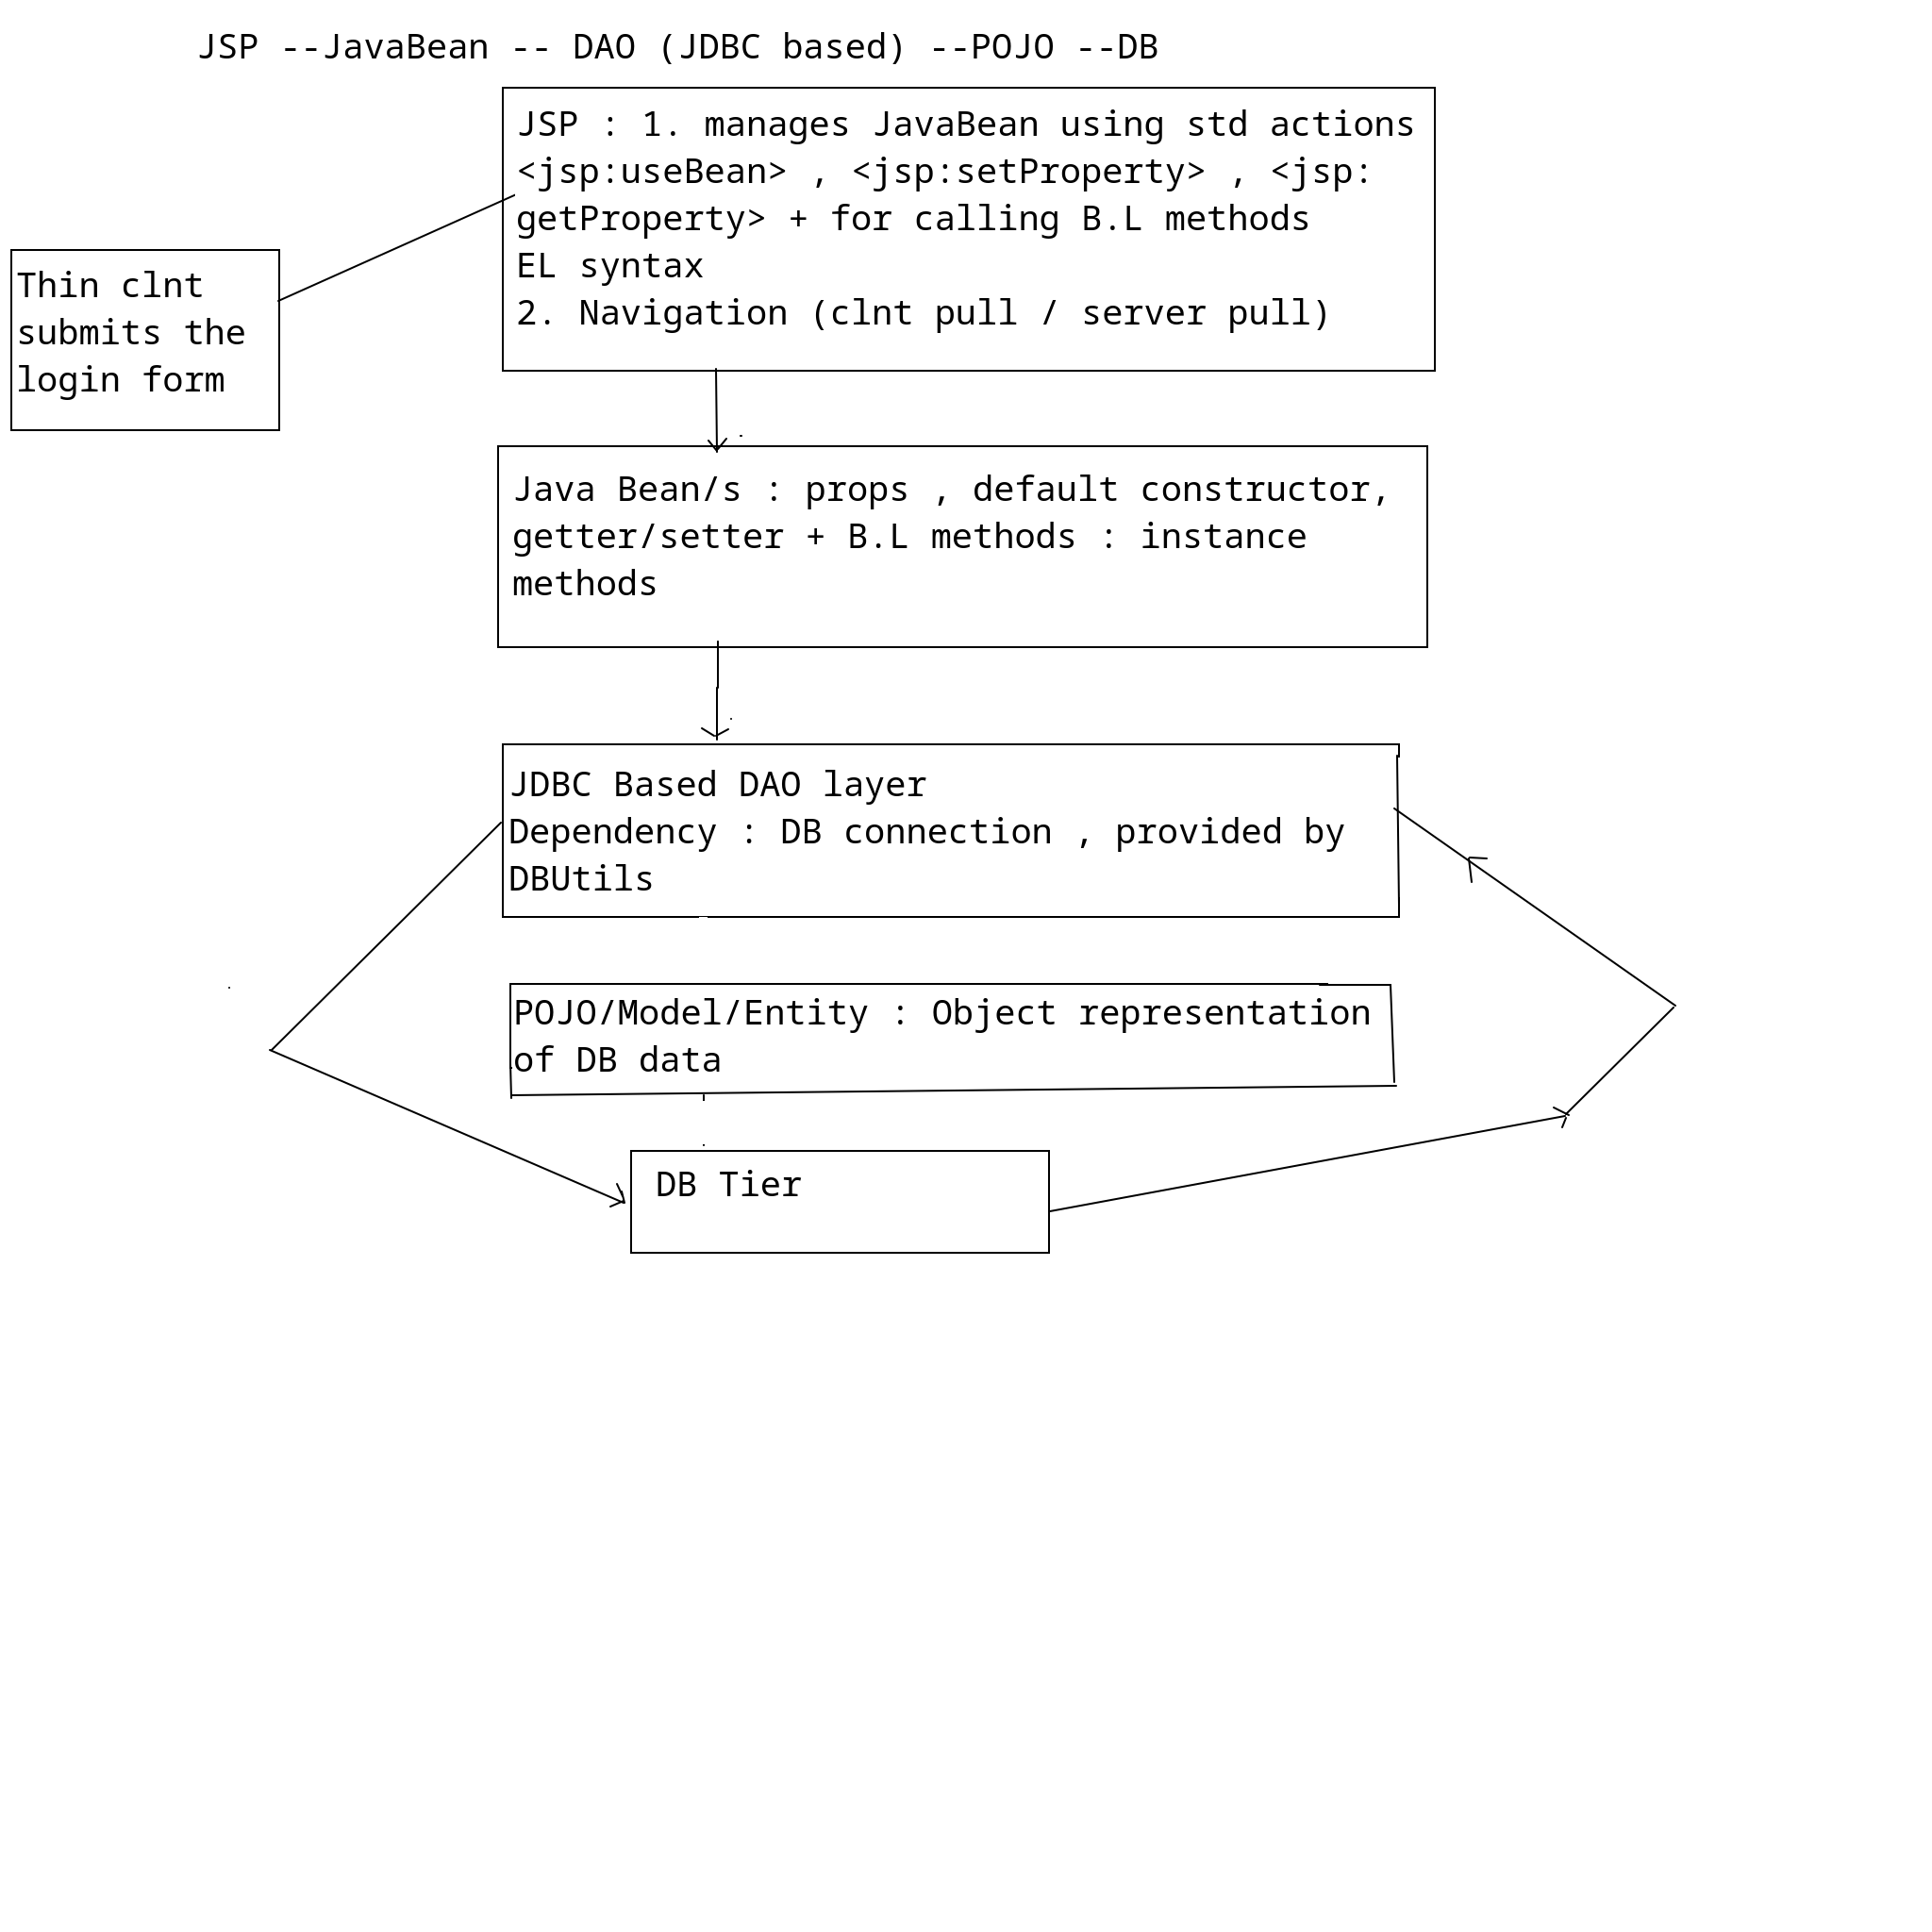 JSP --JavaBean -- DAO (JDBC based) --POJO --DB
JSP : 1. manages JavaBean using std actions
<jsp:useBean> , <jsp:setProperty> , <jsp:
getProperty> + for calling B.L methods
EL syntax
2. Navigation (clnt pull / server pull)
Thin clnt
submits the
login form
Java Bean/s : props , default constructor,
getter/setter + B.L methods : instance
methods
JDBC Based DAO layer
Dependency : DB connection , provided by
DBUtils
POJO/Model/Entity : Object representation
of DB data
DB Tier